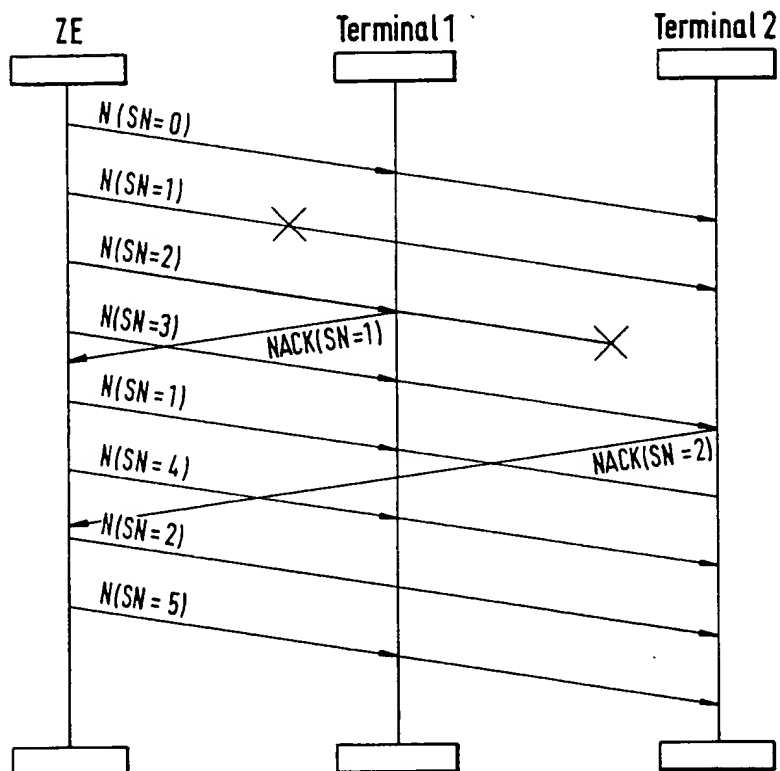 ZE
Terminal 1
Terminal 2
N(SN=0)
N(SN=1)
N(SN=2)
N(SN=3)
NACK(SN=1)
N(SN=1)
NACK(SN=2)
N(SN=4)
N(SN=2)
N(SN=5)